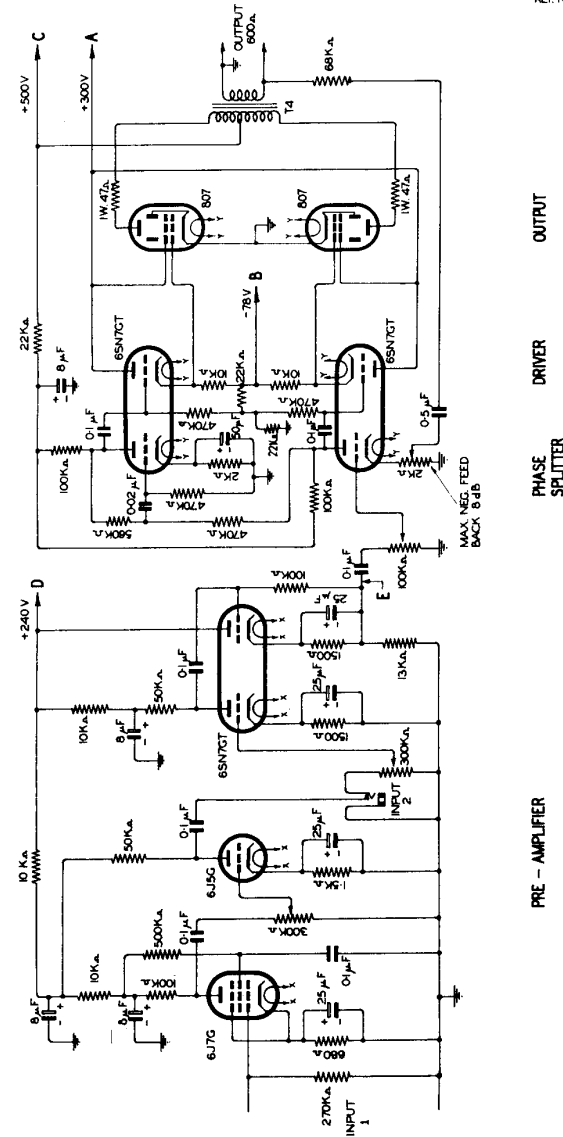 C
+500V
A
+300V
OUTPUT
600Ω
T4
68KΩ
1W. 47Ω
1W. 47Ω
807
807
Y Y
Y Y
22KΩ
8µF
+
-
B
-78V
6SN7GT
6SN7GT
Y Y
Y Y
Y Y
Y Y
10KΩ
10KΩ
22KΩ
22KΩ
0·1µF
470KΩ
470KΩ
0·1µF
50µF
+ -
2KΩ
100KΩ
0·02µF
470KΩ
560KΩ
470KΩ
100KΩ
2KΩ
0·5µF
MAX. NEG. FEED
BACK 8dB
0·1µF
E
100KΩ
D
+240V
10KΩ
10KΩ
8µF
+
-
50KΩ
0·1µF
100KΩ
6SN7GT
X X
X X
25µF
+ -
25µF
+ -
1500Ω
1500Ω
13KΩ
300KΩ
INPUT
2
50KΩ
0·1µF
6J5G
X X
25µF
+ -
1·5KΩ
300KΩ
8µF
+
-
10KΩ
8µF
+
-
500KΩ
100KΩ
0·1µF
6J7G
X X
25µF
+ -
0·1µF
680Ω
270KΩ
INPUT
1
PRE – AMPLIFIER
PHASE
SPLITTER
DRIVER
OUTPUT